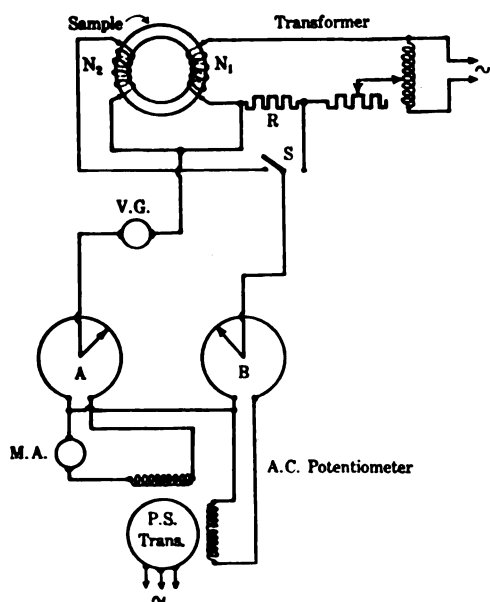 Sample
Transformer
N2
N1
R
~
S
V.G.
A
B
M.A.
A.C. Potentiometer
P.S.
Trans.
~